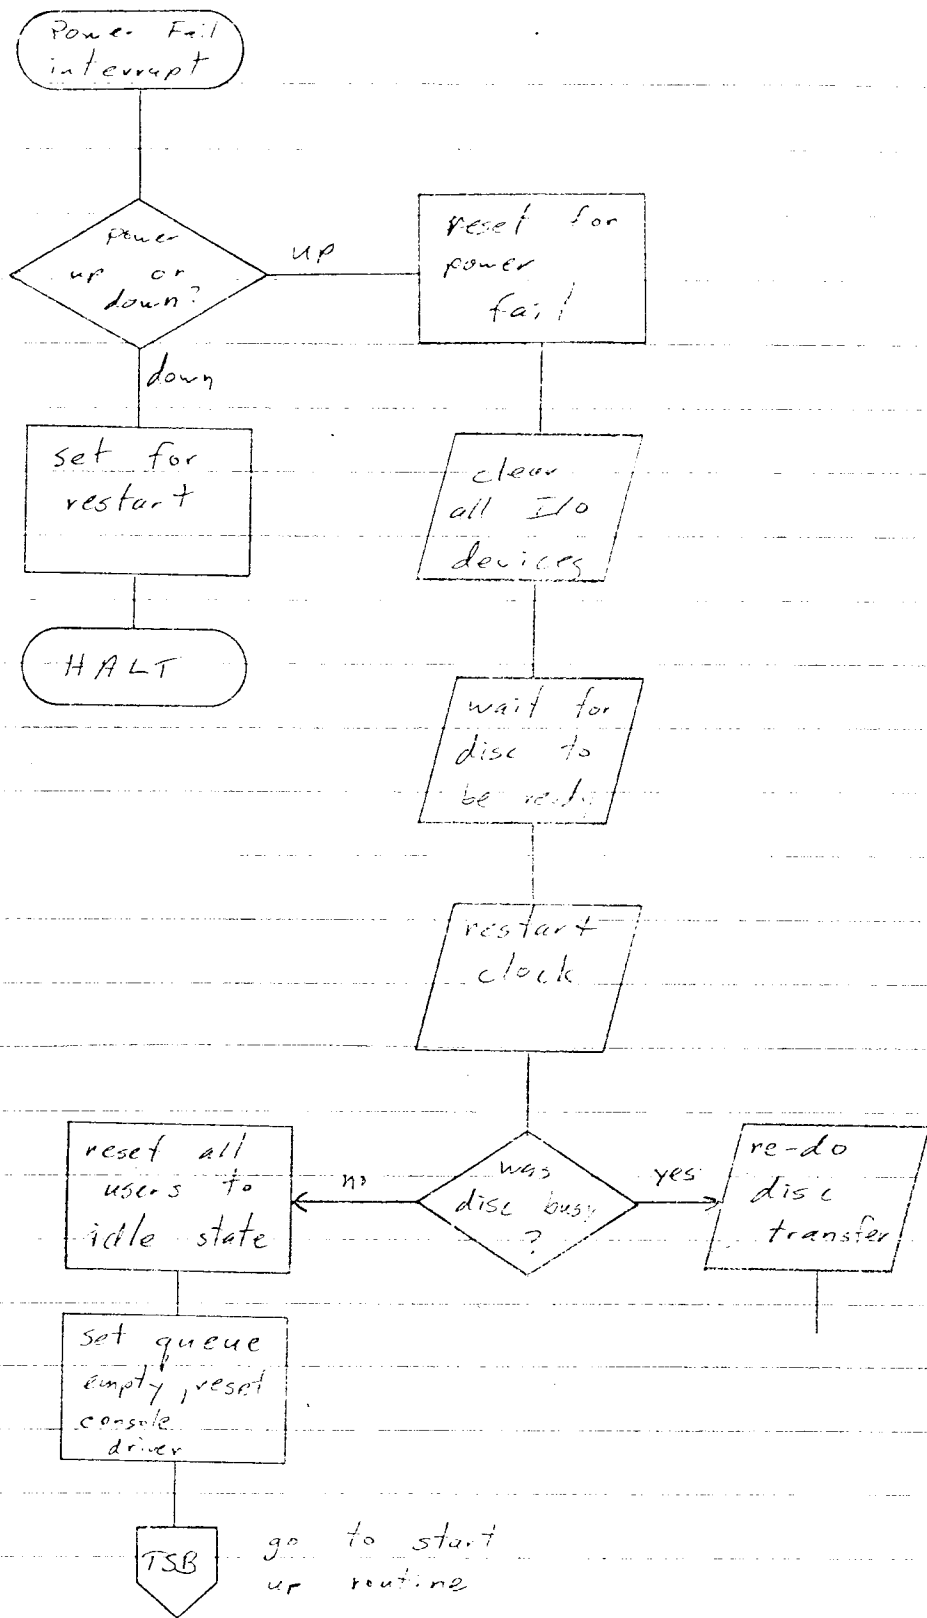 Power Fail
interrupt
power
up or
down?
up
reset for
power
fail
down
set for
restart
HALT
clear
all I/O
devices
wait for
disc to
be ready
restart
clock
was
disc busy
?
no
yes
reset all
users to
idle state
re-do
disc
transfer
set queue
empty, reset
console
driver
TSB
go to start
up routine